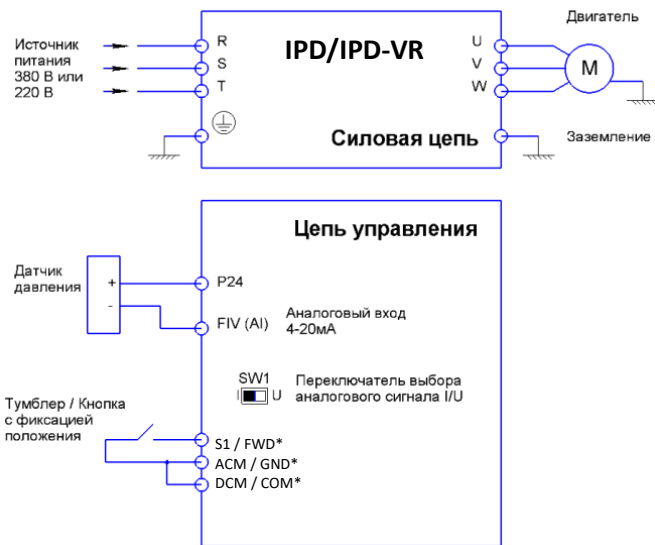 Двигатель
Источник
питания
380 В или
220 В
R
S
T
IPD/IPD-VR
U
V
W
M
Силовая цепь
Заземление
Цепь управления
Датчик
давления
+
-
P24
FIV (AI)
Аналоговый вход
4-20мА
SW1
I U
Переключатель выбора
аналогового сигнала I/U
Тумблер / Кнопка
с фиксацией
положения
S1 / FWD*
ACM / GND*
DCM / COM*